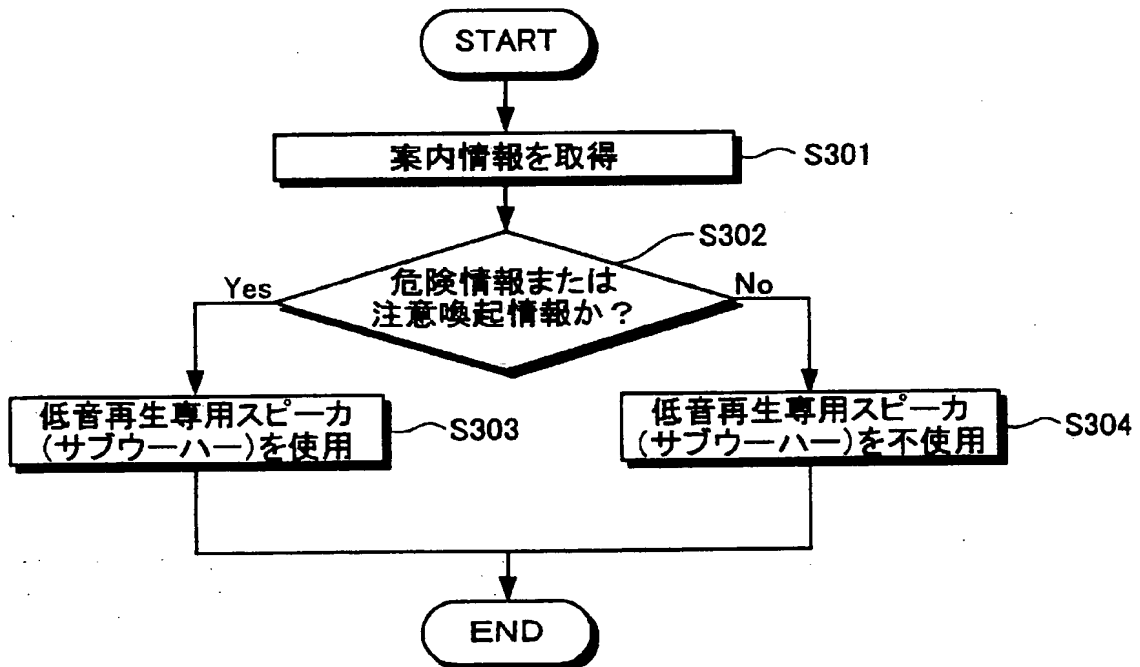 START
案内情報を取得
S301
S302
危険情報または
注意喚起情報か？
Yes
No
低音再生専用スピーカ
(サブウーハー)を使用
S303
低音再生専用スピーカ
(サブウーハー)を不使用
S304
END